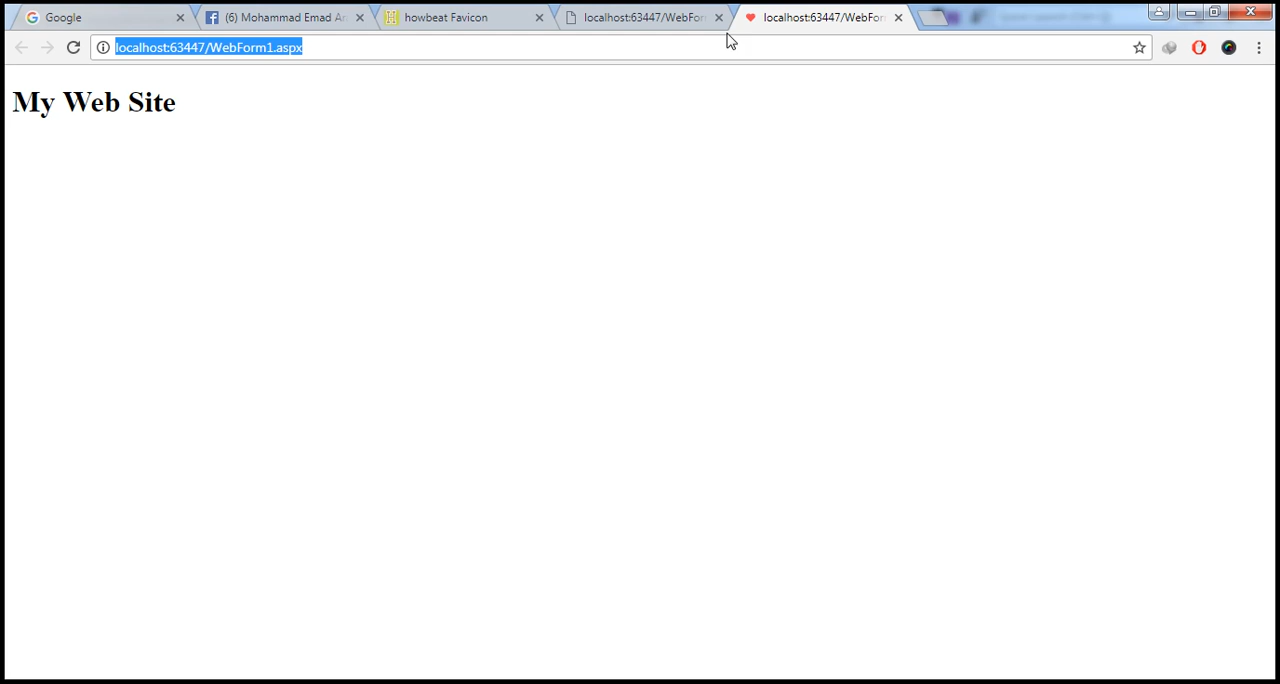 Google
(6) Mohammad Emad A
howbeat Favicon
localhost:63447/WebFor
localhost:63447/WebFor
localhost:63447/WebForm1.aspx
My Web Site